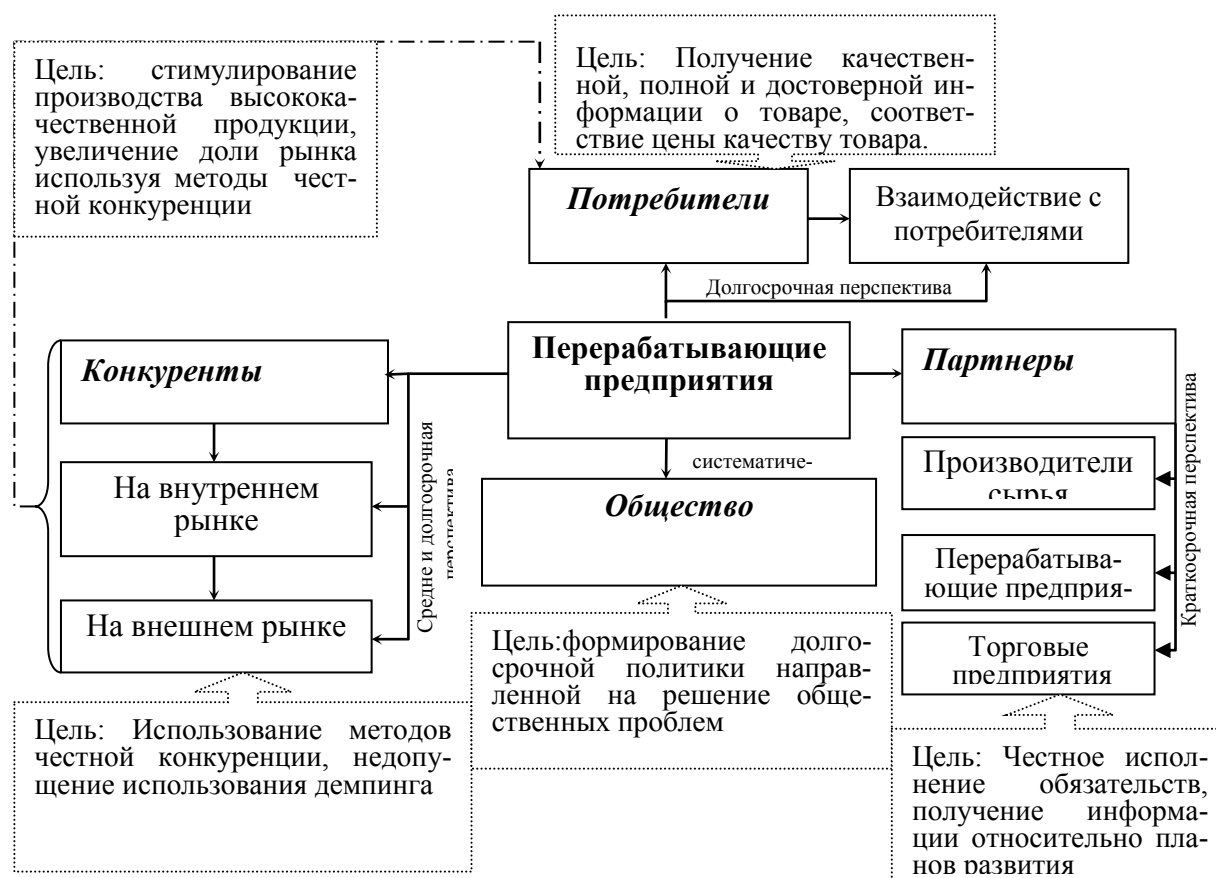 Цель: стимулирование
производства высокока-
чественной продукции,
увеличение доли рынка
используя методы чест-
ной конкуренции
Цель: Получение качествен-
ной, полной и достоверной ин-
формации о товаре, соответ-
ствие цены качеству товара.
Потребители
Взаимодействие с
потребителями
Долгосрочная перспектива
Перерабатывающие
предприятия
Конкуренты
Партнеры
На внутреннем
рынке
На внешнем рынке
Средне и долгосрочная
перспектива
систематиче-
Общество
Производители
сырья
Перерабатыва-
ющие предприя-
Торговые
предприятия
Краткосрочная перспектива
Цель: Использование методов
честной конкуренции, недопу-
щение использования демпинга
Цель:формирование долго-
срочной политики направ-
ленной на решение обще-
ственных проблем
Цель: Честное испол-
нение обязательств,
получение информа-
ции относительно пла-
нов развития